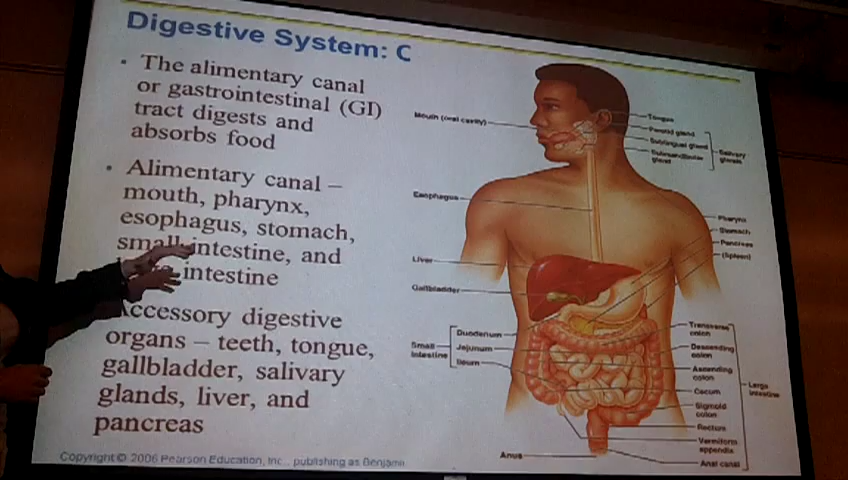 Digestive System: C
• The alimentary canal
or gastrointestinal (GI)
tract digests and
absorbs food
• Alimentary canal –
mouth, pharynx,
esophagus, stomach,
small intestine, and
intestine
Accessory digestive
organs – teeth, tongue,
gallbladder, salivary
glands, liver, and
pancreas
Copyright © 2006 Pearson Education, Inc., publishing as Benjamin
Mouth (oral cavity)
Esophagus
Liver
Gallbladder
Small
intestine
Duodenum
Jejunum
Ileum
Anus
Tongue
Parotid gland
Sublingual gland
Submandibular
gland
Salivary
glands
Pharynx
Stomach
Pancreas
(Spleen)
Transverse
colon
Descending
colon
Ascending
colon
Cecum
Sigmoid
colon
Rectum
Vermiform
appendix
Anal canal
Large
intestine